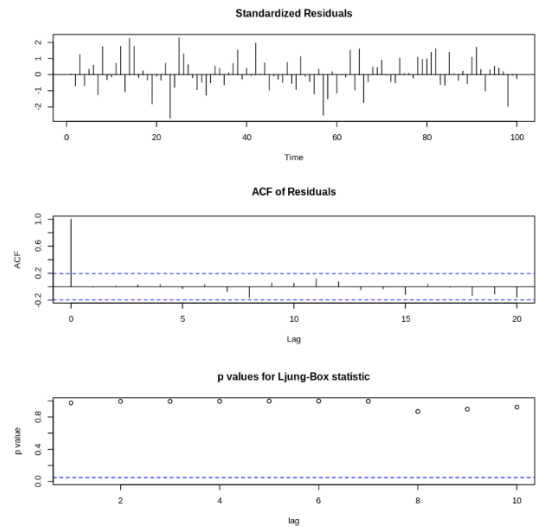 Standardized Residuals
2
1
0
-1
-2
0 20 40 60 80 100
Time
ACF of Residuals
ACF
1.0
0.6
0.2
-0.2
0 5 10 15 20
Lag
p values for Ljung-Box statistic
p value
0.8
0.4
0.0
2 4 6 8 10
lag